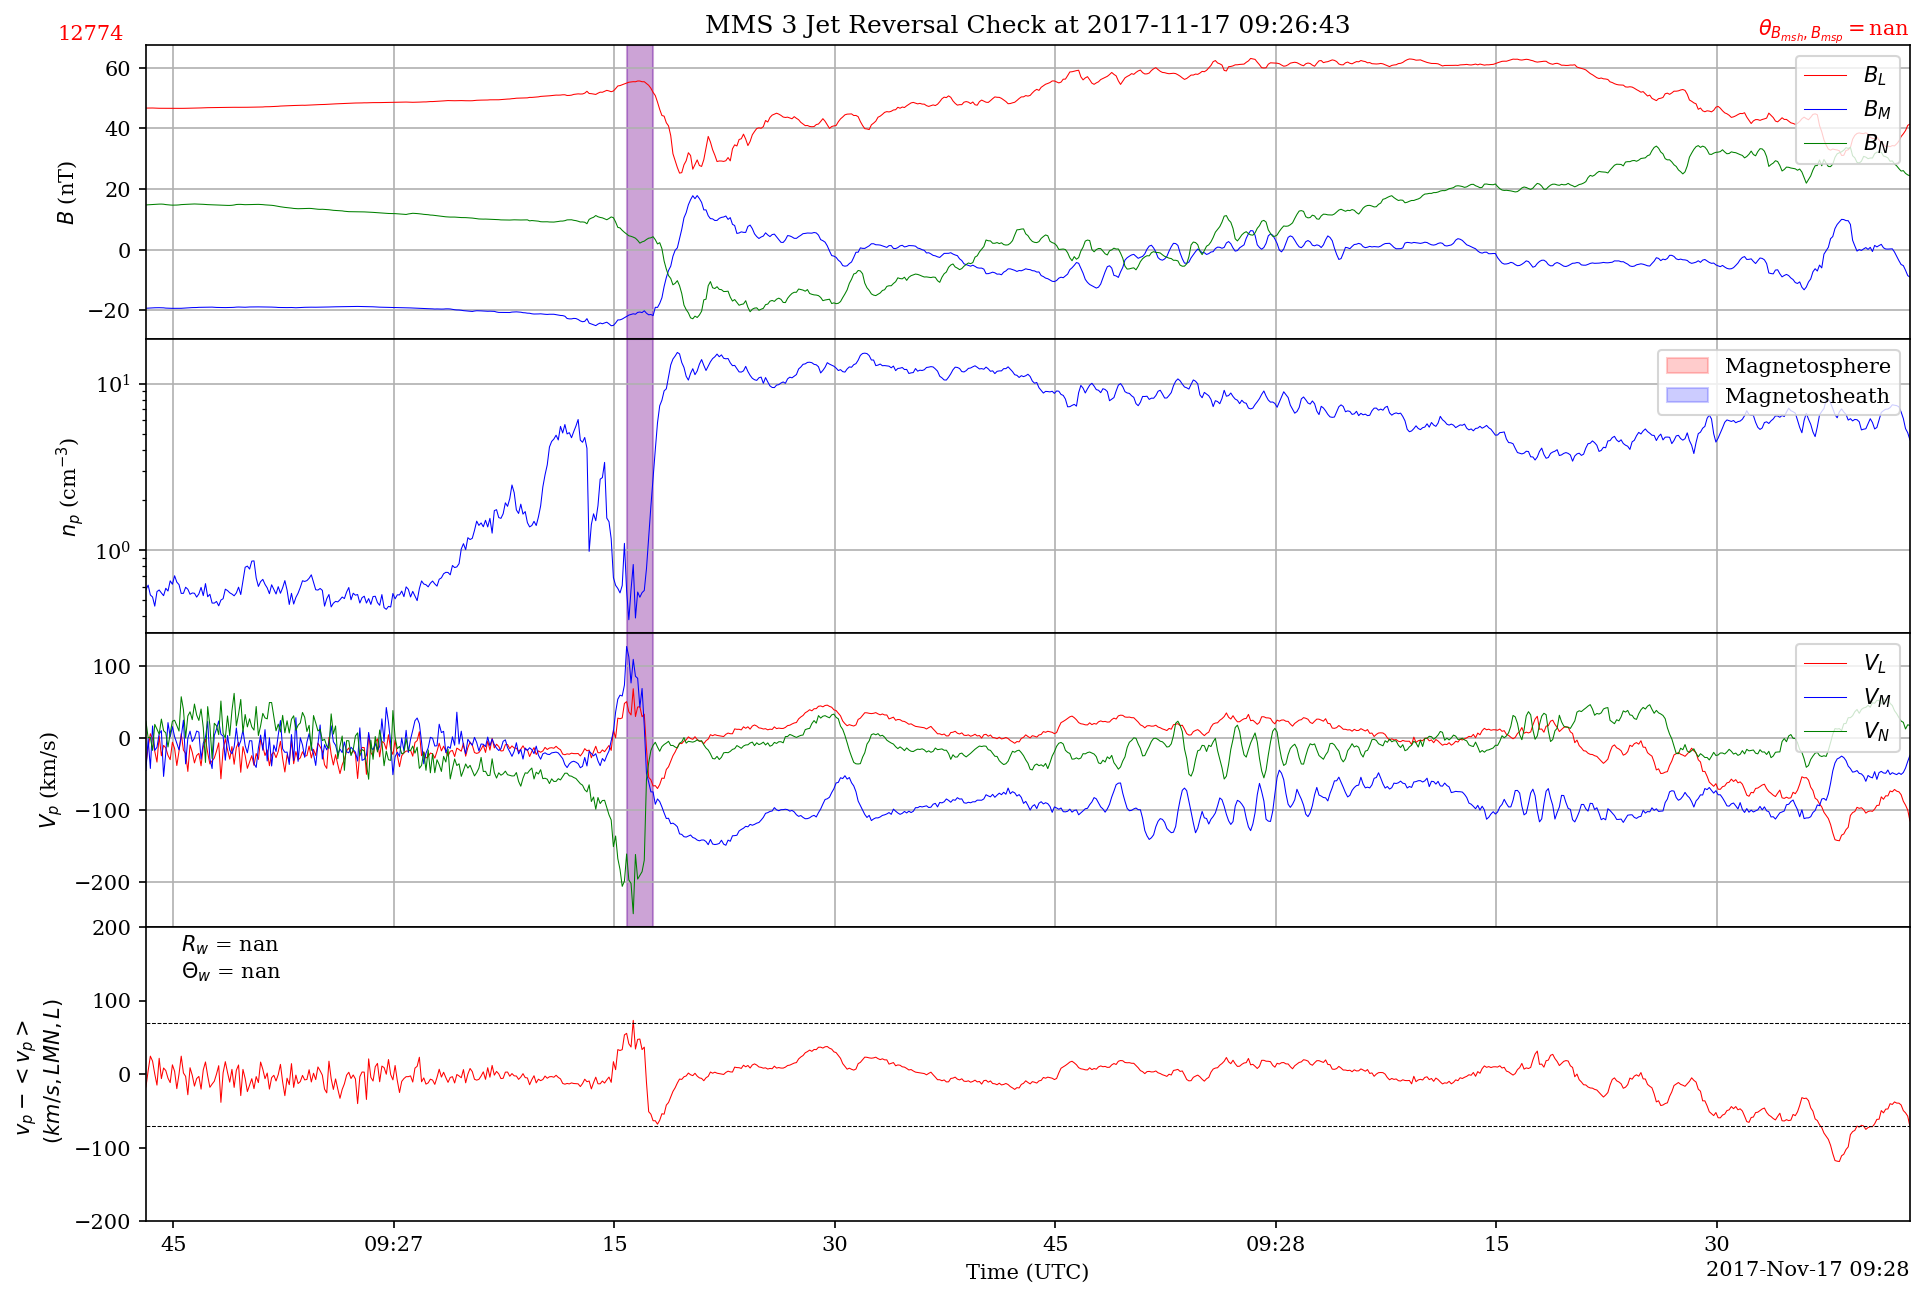 12774
MMS 3 Jet Reversal Check at 2017-11-17 09:26:43
θ_{B_{msh}, B_{msp}} = nan
60
40
20
0
−20
B (nT)
B_L
B_M
B_N
10^1
10^0
n_p (cm^{−3})
Magnetosphere
Magnetosheath
100
0
−100
−200
V_p (km/s)
V_L
V_M
V_N
200
100
0
−100
−200
v_p − < v_p >
(km/s, LMN, L)
R_w = nan
Θ_w = nan
45
09:27
15
30
45
09:28
15
30
Time (UTC)
2017-Nov-17 09:28